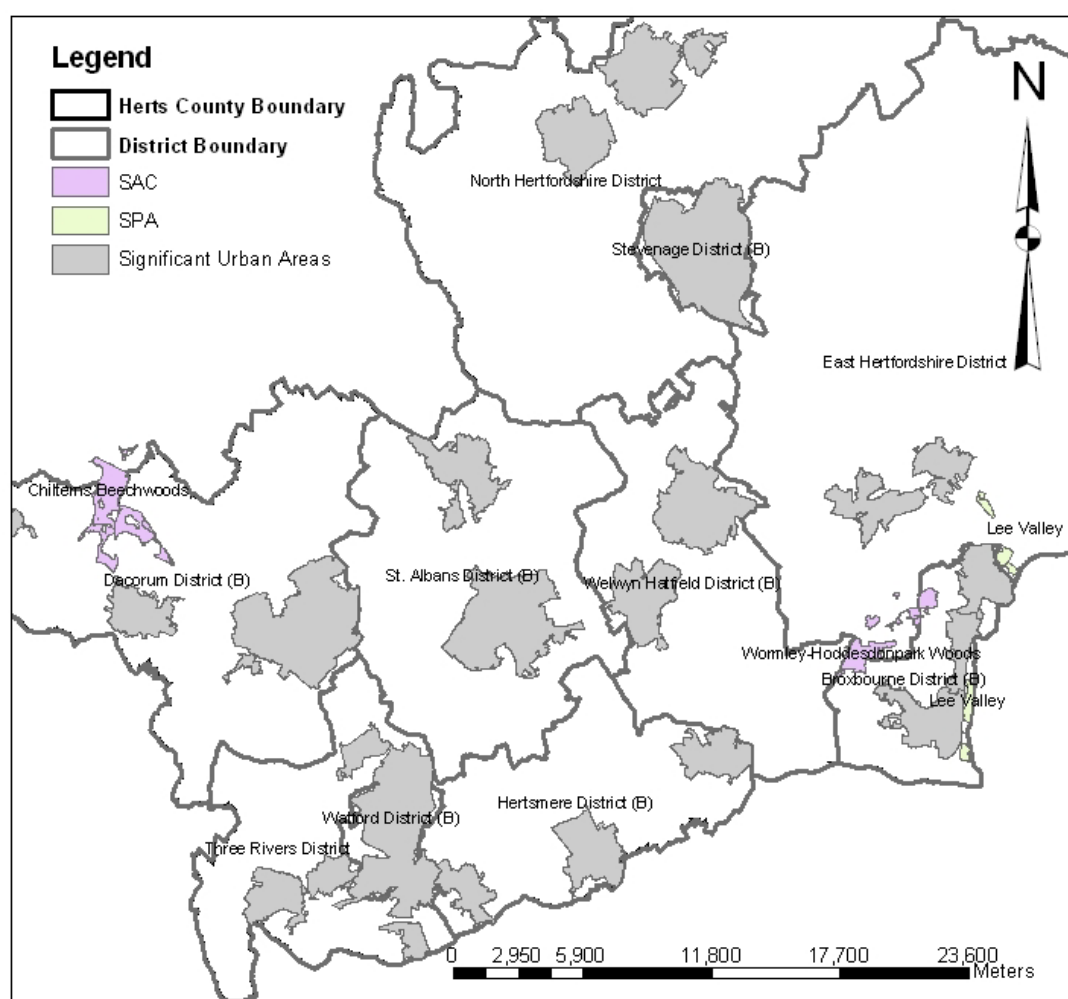 Legend
Herts County Boundary
District Boundary
SAC
SPA
Significant Urban Areas
N
North Hertfordshire District
Stevenage District (B)
East Hertfordshire District
Chilterns Beechwoods
Lee Valley
Dacorum District (B)
St. Albans District (B)
Welwyn Hatfield District (B)
Wormley-Hoddesdonpark Woods
Broxbourne District (B)
Lee Valley
Hertsmere District (B)
Watford District (B)
Three Rivers District
0 2,950 5,900 11,800 17,700 23,600
Meters